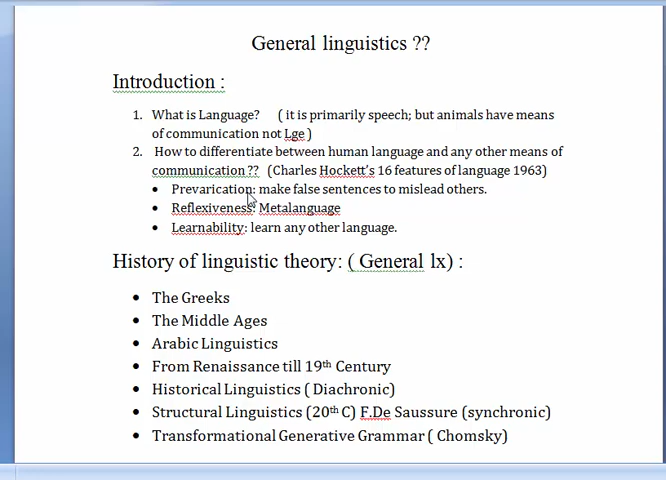 General linguistics ??
Introduction :
1. What is Language? ( it is primarily speech; but animals have means
of communication not Lge )
2. How to differentiate between human language and any other means of
communication ?? (Charles Hockett's 16 features of language 1963)
• Prevarication: make false sentences to mislead others.
• Reflexiveness: Metalanguage
• Learnability: learn any other language.
History of linguistic theory: ( General lx) :
• The Greeks
• The Middle Ages
• Arabic Linguistics
• From Renaissance till 19th Century
• Historical Linguistics ( Diachronic)
• Structural Linguistics (20th C) F.De Saussure (synchronic)
• Transformational Generative Grammar ( Chomsky)